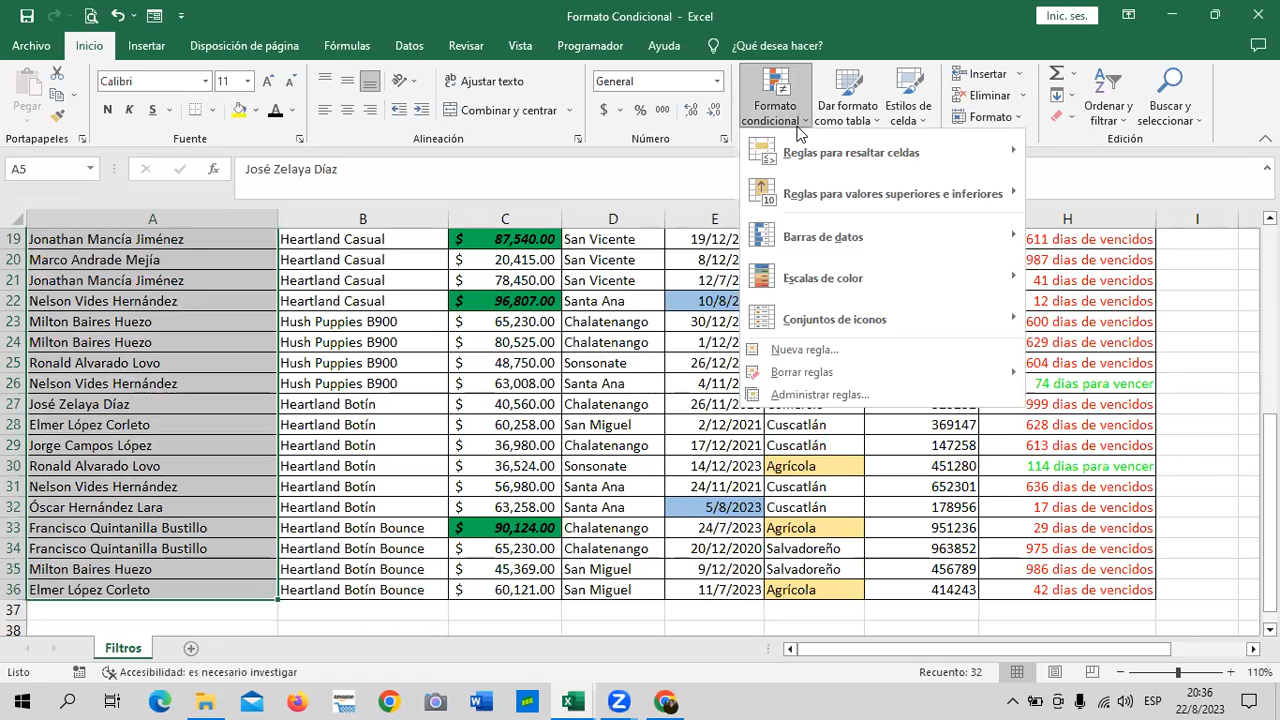 Formato Condicional - Excel
Inic. ses.
Archivo Inicio Insertar Disposición de página Fórmulas Datos Revisar Vista Programador Ayuda ¿Qué desea hacer?
Pegar
Calibri 11
Ajustar texto
General
Formato condicional
Dar formato como tabla
Estilos de celda
Insertar
Eliminar
Formato
Ordenar y filtrar
Buscar y seleccionar
N K S
Combinar y centrar
$ % 000
Portapapeles Fuente Alineación Número Edición
A5 José Zelaya Díaz
Reglas para resaltar celdas
Reglas para valores superiores e inferiores
Barras de datos
Escalas de color
Conjuntos de iconos
Nueva regla...
Borrar reglas
Administrar reglas...
A B C D E H I
19 Jonathan Mancía Jiménez Heartland Casual $ 87,540.00 San Vicente 19/12/2 611 dias de vencidos
20 Marco Andrade Mejía Heartland Casual $ 20,415.00 San Vicente 8/12/2 987 dias de vencidos
21 Jonathan Mancía Jiménez Heartland Casual $ 78,450.00 San Vicente 12/7/2 41 dias de vencidos
22 Nelson Vides Hernández Heartland Casual $ 96,807.00 Santa Ana 10/8/2 12 dias de vencidos
23 Milton Baires Huezo Hush Puppies B900 $ 65,230.00 Chalatenango 30/12/2 600 dias de vencidos
24 Milton Baires Huezo Hush Puppies B900 $ 80,525.00 Chalatenango 1/12/2 629 dias de vencidos
25 Ronald Alvarado Lovo Hush Puppies B900 $ 48,750.00 Sonsonate 26/12/2 604 dias de vencidos
26 Nelson Vides Hernández Hush Puppies B900 $ 63,008.00 Santa Ana 4/11/2 74 dias para vencer
27 José Zelaya Díaz Heartland Botín $ 40,560.00 Chalatenango 26/11/2020 999 dias de vencidos
28 Elmer López Corleto Heartland Botín $ 60,258.00 San Miguel 2/12/2021 Cuscatlán 369147 628 dias de vencidos
29 Jorge Campos López Heartland Botín $ 36,980.00 Chalatenango 17/12/2021 Cuscatlán 147258 613 dias de vencidos
30 Ronald Alvarado Lovo Heartland Botín $ 36,524.00 Sonsonate 14/12/2023 Agrícola 451280 114 dias para vencer
31 Nelson Vides Hernández Heartland Botín $ 56,980.00 Santa Ana 24/11/2021 Cuscatlán 652301 636 dias de vencidos
32 Óscar Hernández Lara Heartland Botín $ 63,258.00 Santa Ana 5/8/2023 Cuscatlán 178956 17 dias de vencidos
33 Francisco Quintanilla Bustillo Heartland Botín Bounce $ 90,124.00 Chalatenango 24/7/2023 Agrícola 951236 29 dias de vencidos
34 Francisco Quintanilla Bustillo Heartland Botín Bounce $ 65,230.00 Chalatenango 20/12/2020 Salvadoreño 963852 975 dias de vencidos
35 Milton Baires Huezo Heartland Botín Bounce $ 45,369.00 San Miguel 9/12/2020 Salvadoreño 456789 986 dias de vencidos
36 Elmer López Corleto Heartland Botín Bounce $ 60,121.00 San Miguel 11/7/2023 Agrícola 414243 42 dias de vencidos
37
38
Filtros
Listo Accesibilidad: es necesario investigar Recuento: 32 110%
ESP
20:36
22/8/2023